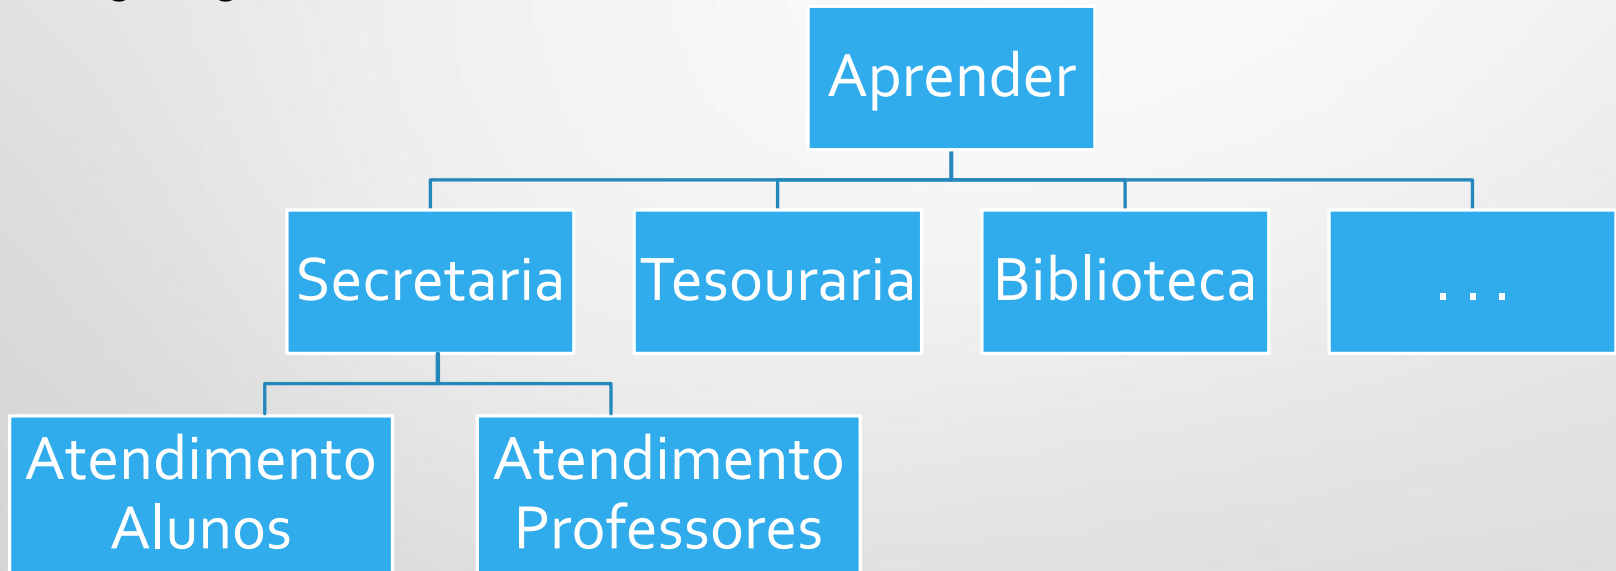 Aprender
Secretaria
Tesouraria
Biblioteca
...
Atendimento
Alunos
Atendimento
Professores